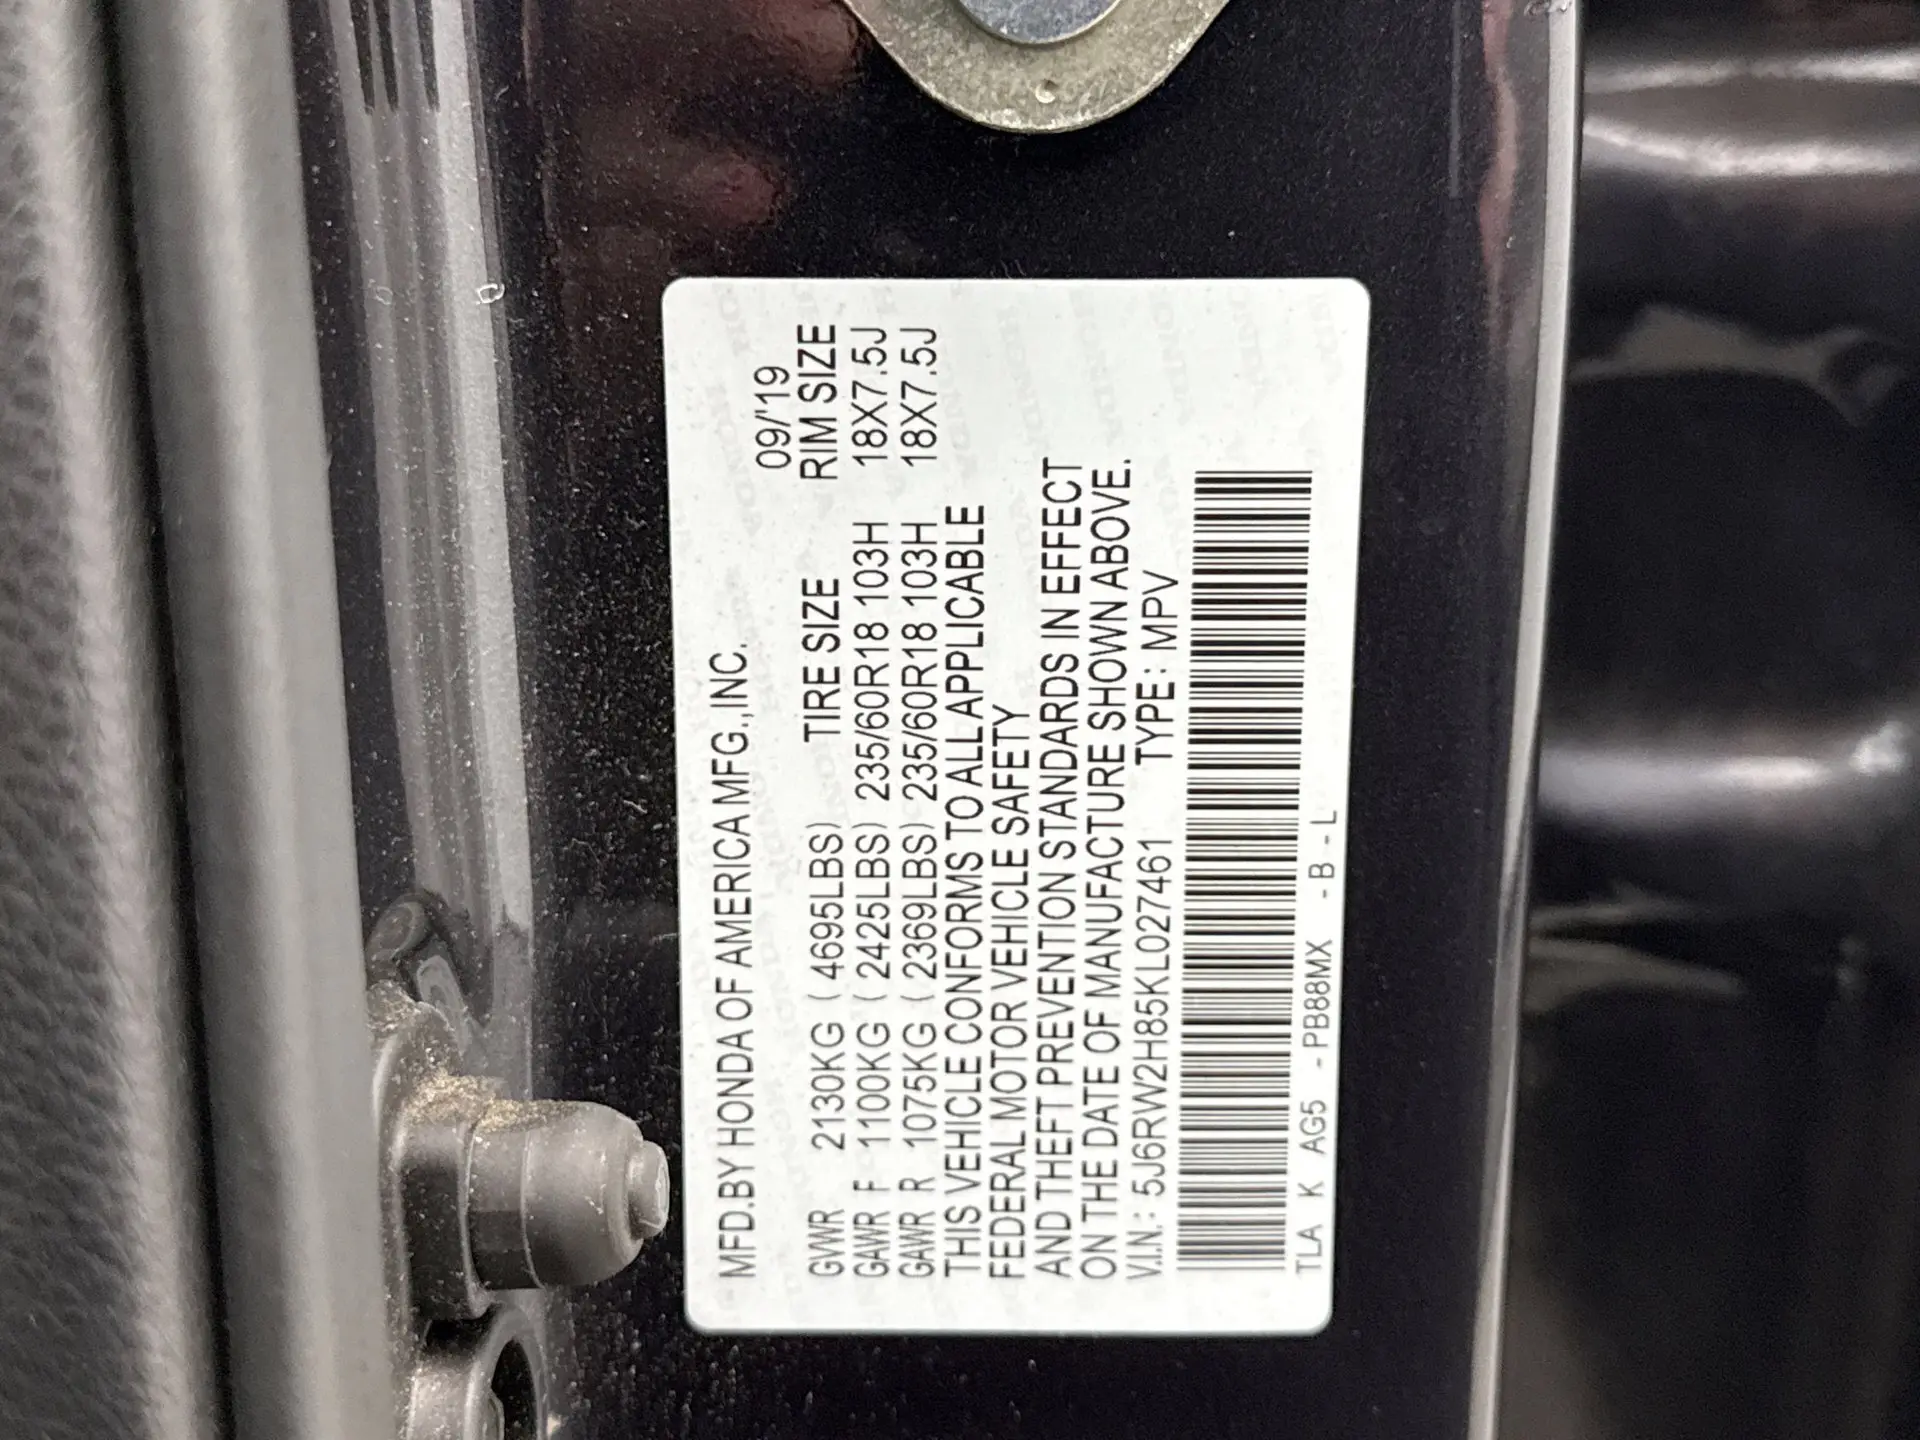 MFD.BY HONDA OF AMERICA MFG.,INC.
09/'19
GVWR 2130KG (4695LBS) TIRE SIZE RIM SIZE
GAWR F 1100KG (2425LBS) 235/60R18 103H 18X7.5J
GAWR R 1075KG (2369LBS) 235/60R18 103H 18X7.5J
THIS VEHICLE CONFORMS TO ALL APPLICABLE
FEDERAL MOTOR VEHICLE SAFETY
AND THEFT PREVENTION STANDARDS IN EFFECT
ON THE DATE OF MANUFACTURE SHOWN ABOVE.
V.I.N.: 5J6RW2H85KL027461 TYPE: MPV
TLA K AG5 -PB88MX -B-L